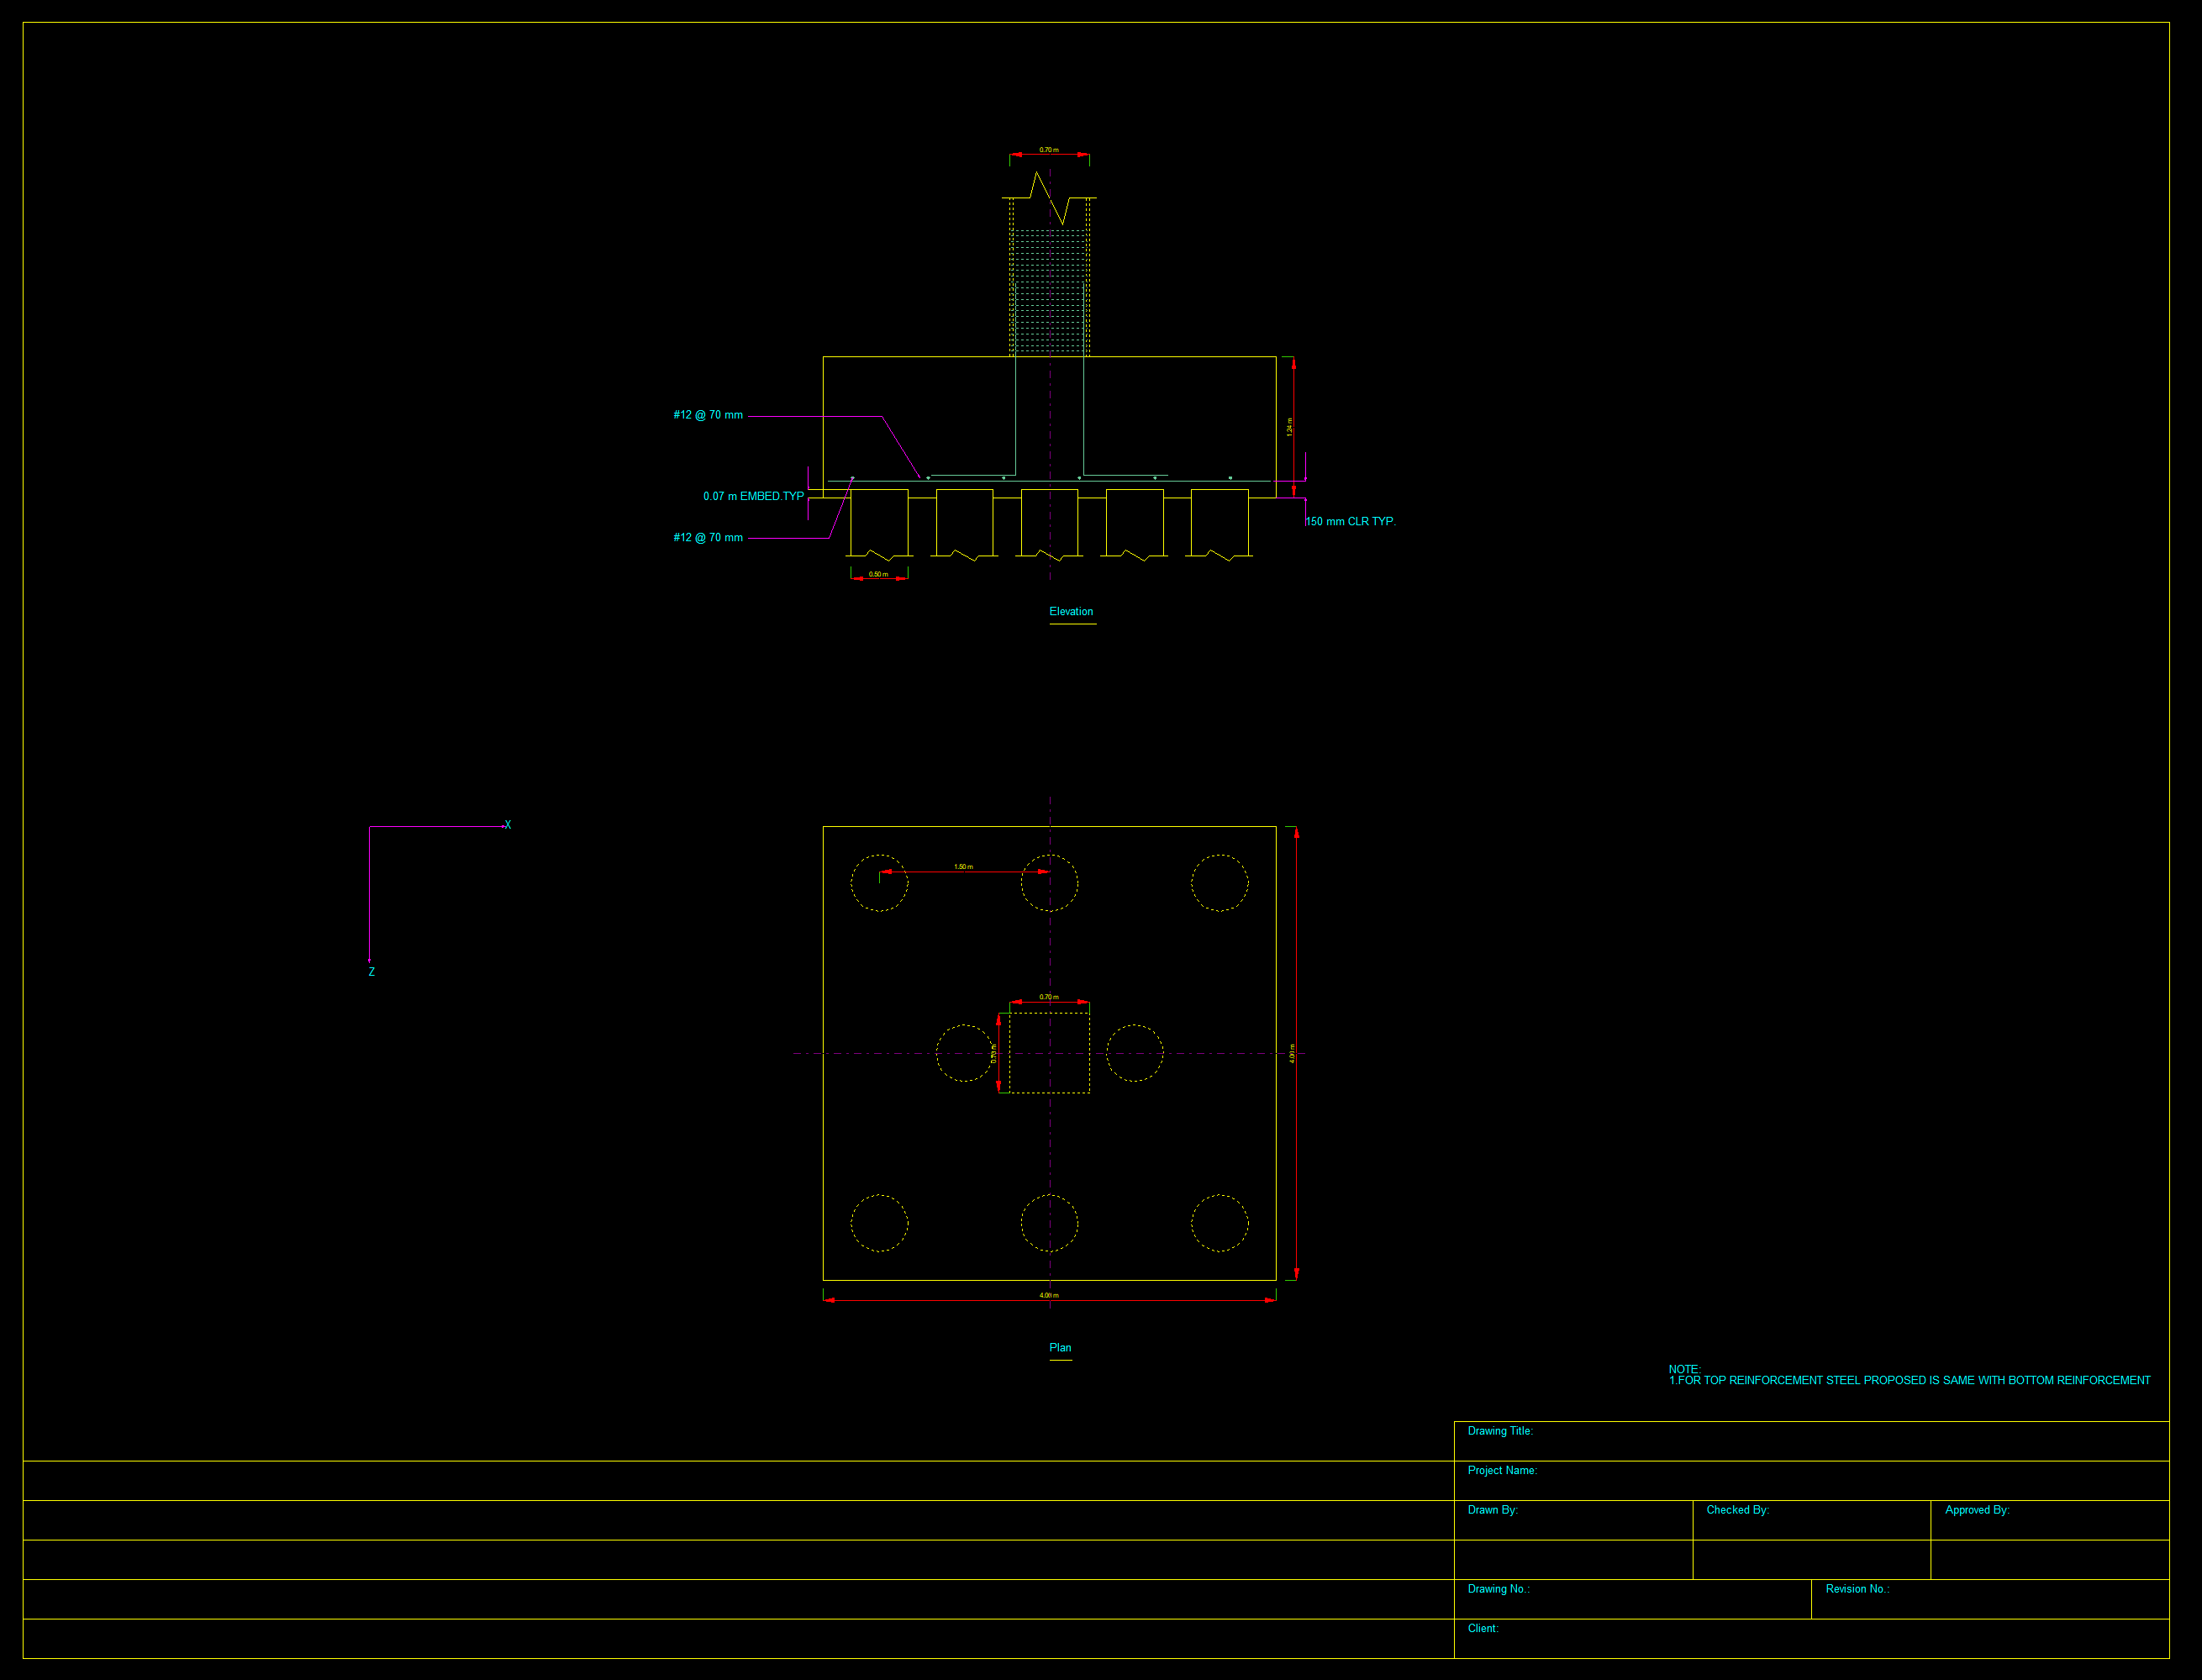 0.70 m
#12 @ 70 mm
1.24 m
0.07 m EMBED.TYP
150 mm CLR TYP.
#12 @ 70 mm
0.50 m
Elevation
X
Z
1.50 m
0.70 m
0.70 m
4.00 m
4.00 m
Plan
NOTE:
1.FOR TOP REINFORCEMENT STEEL PROPOSED IS SAME WITH BOTTOM REINFORCEMENT
Drawing Title:
Project Name:
Drawn By:
Checked By:
Approved By:
Drawing No.:
Revision No.:
Client: